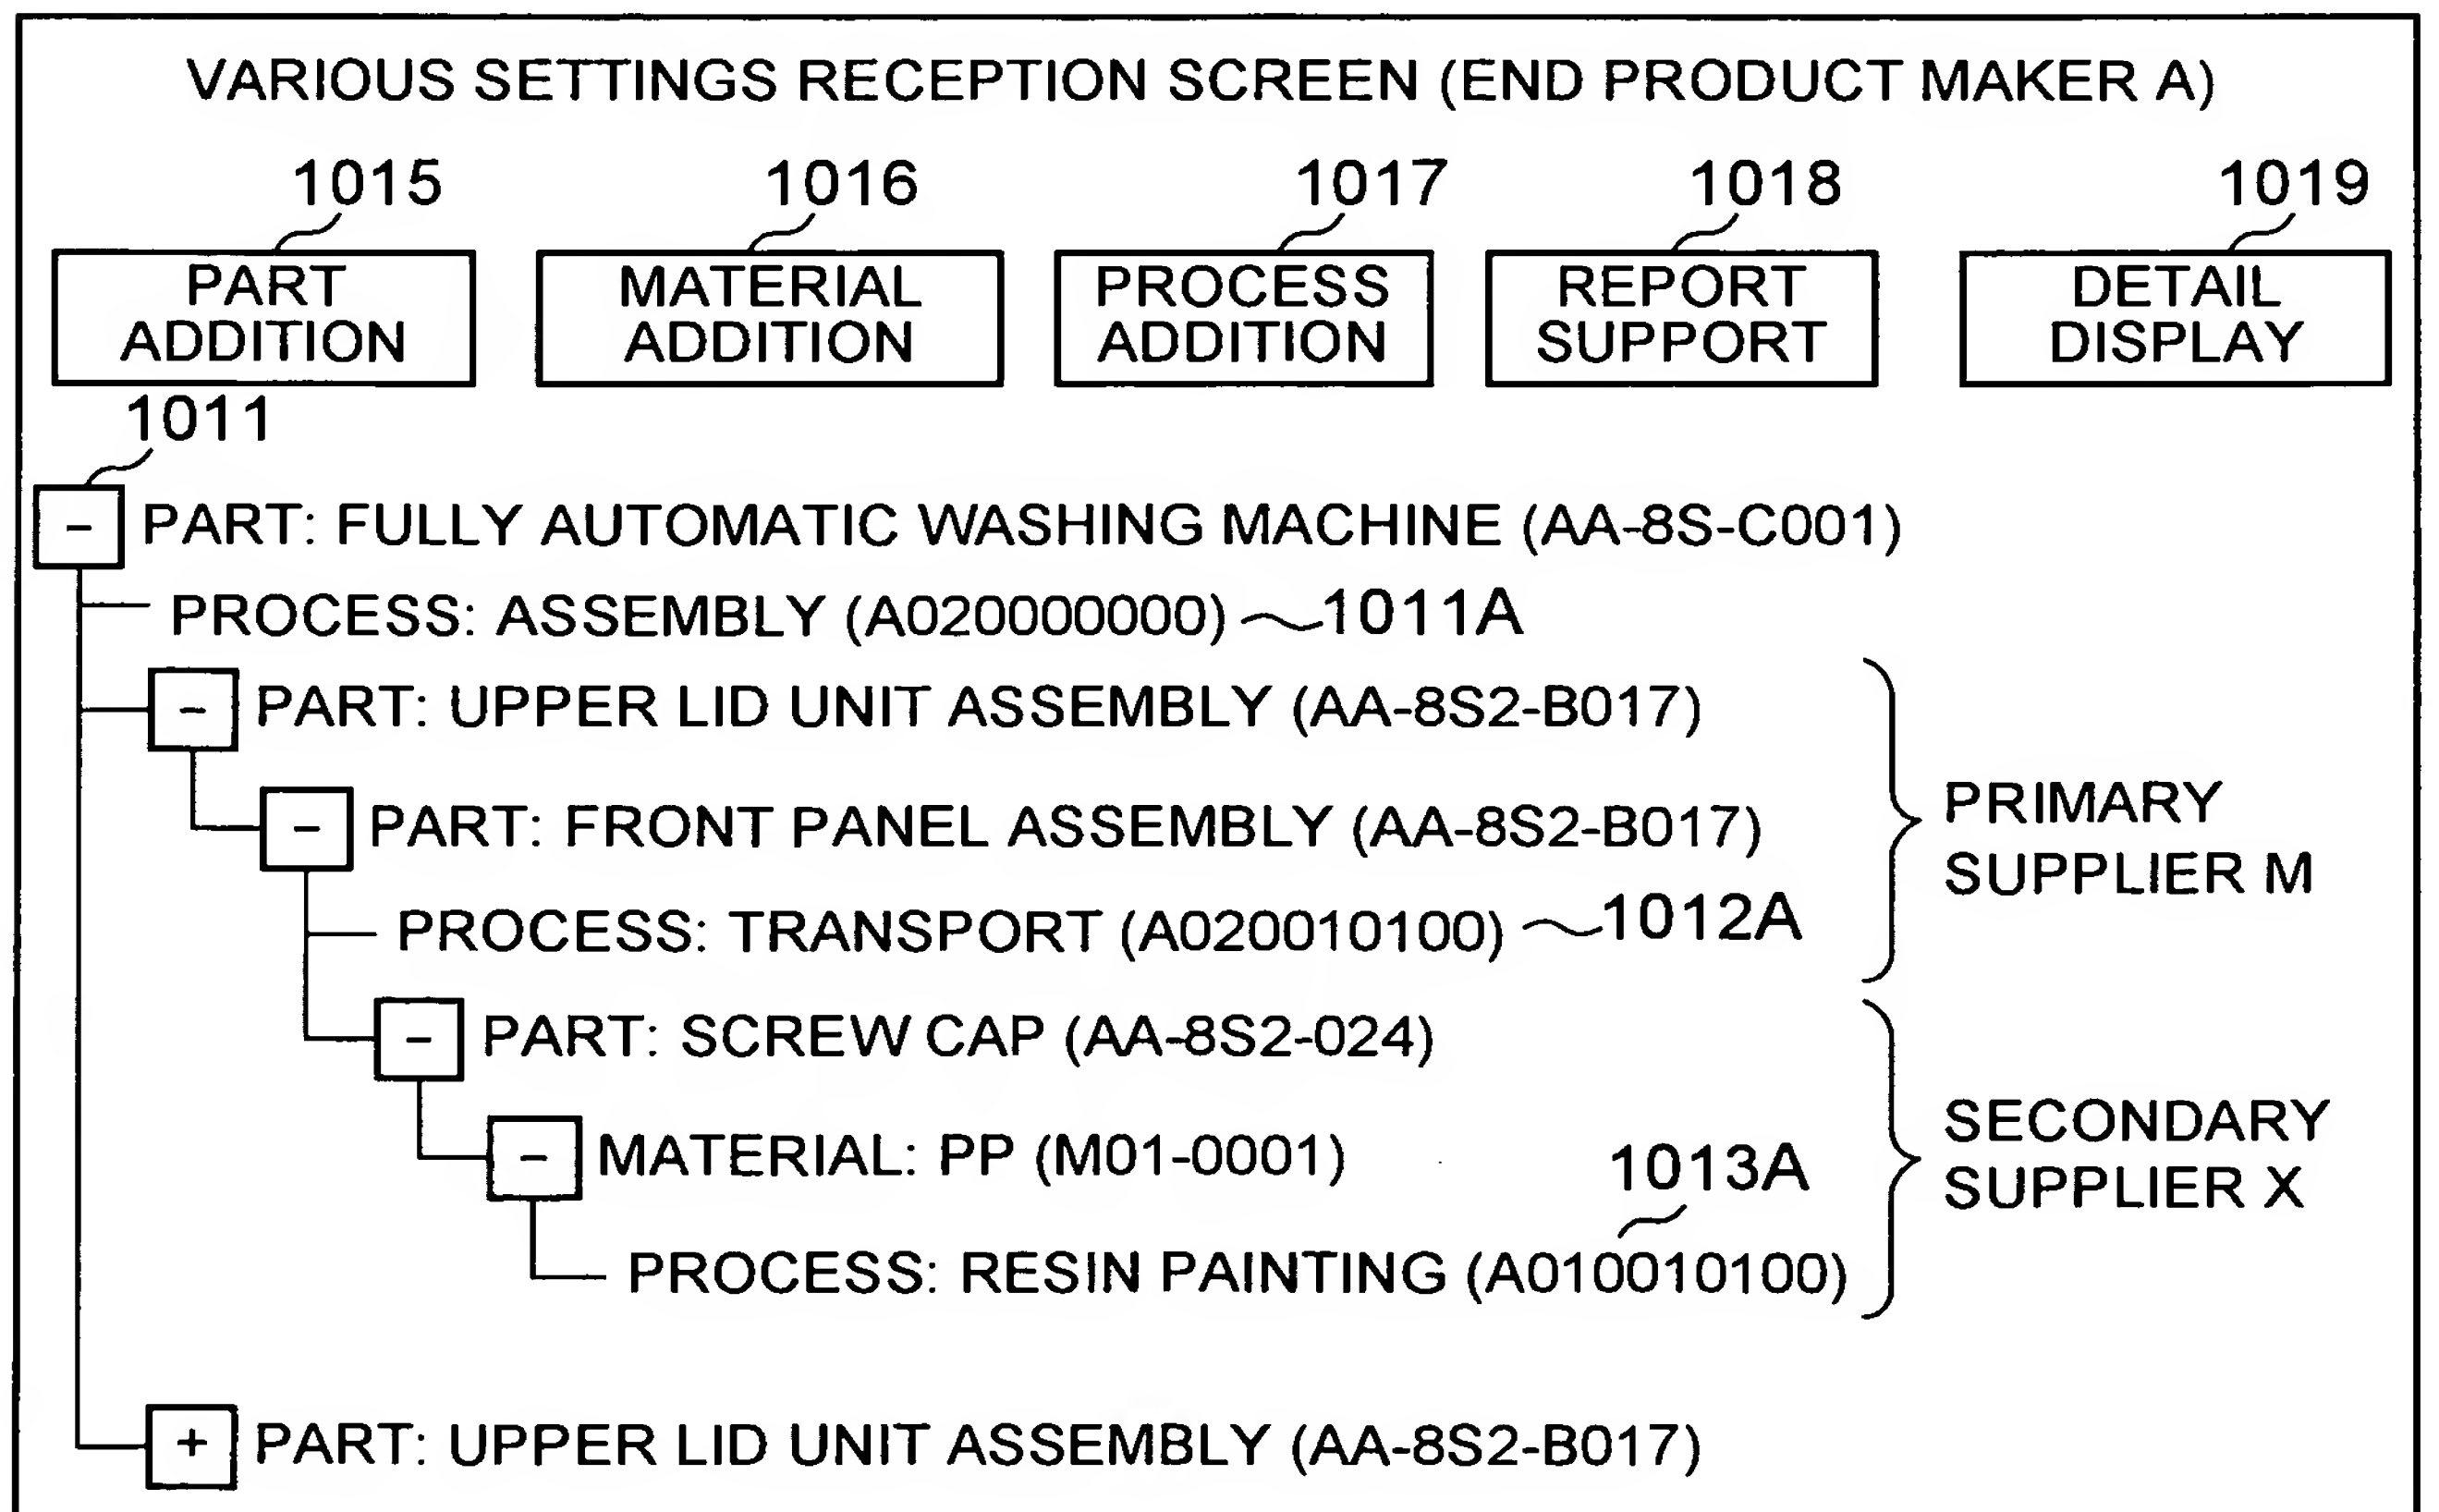 VARIOUS SETTINGS RECEPTION SCREEN (END PRODUCT MAKER A)
1015
1016
1017
1018
1019
PART
ADDITION
MATERIAL
ADDITION
PROCESS
ADDITION
REPORT
SUPPORT
DETAIL
DISPLAY
1011
- PART: FULLY AUTOMATIC WASHING MACHINE (AA-8S-C001)
PROCESS: ASSEMBLY (A020000000) 1011A
- PART: UPPER LID UNIT ASSEMBLY (AA-8S2-B017)
- PART: FRONT PANEL ASSEMBLY (AA-8S2-B017)
PROCESS: TRANSPORT (A020010100) 1012A
PRIMARY
SUPPLIER M
- PART: SCREW CAP (AA-8S2-024)
- MATERIAL: PP (M01-0001)
1013A
PROCESS: RESIN PAINTING (A010010100)
SECONDARY
SUPPLIER X
+ PART: UPPER LID UNIT ASSEMBLY (AA-8S2-B017)